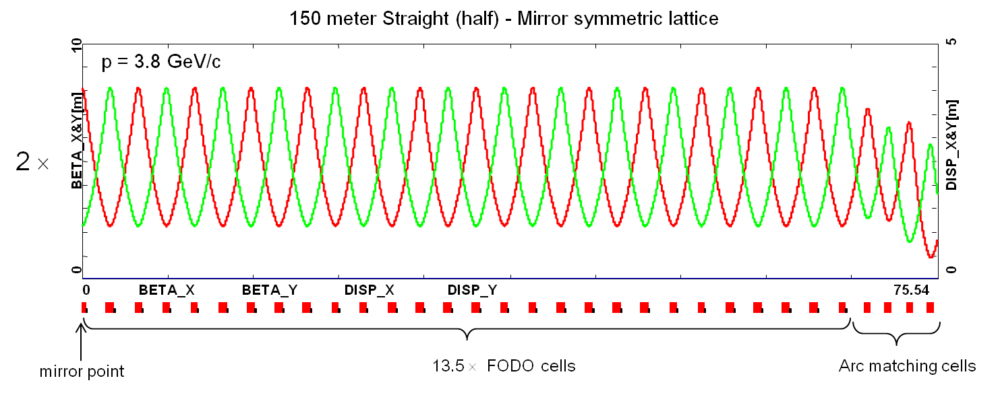 150 meter Straight (half) - Mirror symmetric lattice
10
5
p = 3.8 GeV/c
BETA_X&Y[m]
DISP_X&Y[m]
2 ×
0
0
0 BETA_X BETA_Y DISP_X DISP_Y 75.54
mirror point
13.5 × FODO cells
Arc matching cells